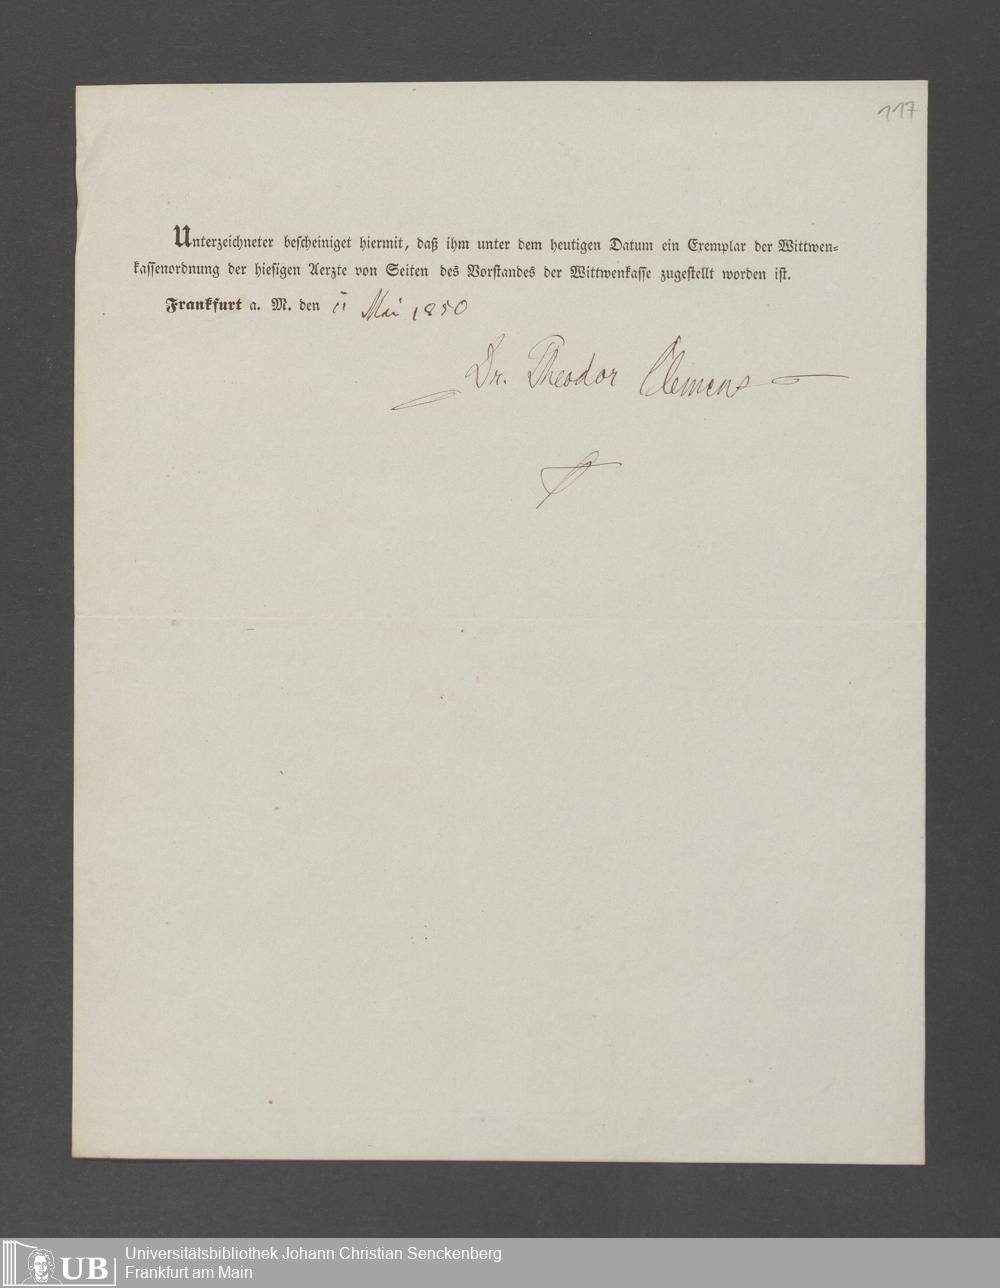 117
Unterzeichneter bescheiniget hiermit, daß ihm unter dem heutigen Datum ein Exemplar der Wittwen-
kassenordnung der hiesigen Aerzte von Seiten des Vorstandes der Wittwenkasse zugestellt worden ist.
Frankfurt a. M. den 11 Mai 1850
Dr. Theodor Clemens
UB
Universitätsbibliothek Johann Christian Senckenberg
Frankfurt am Main